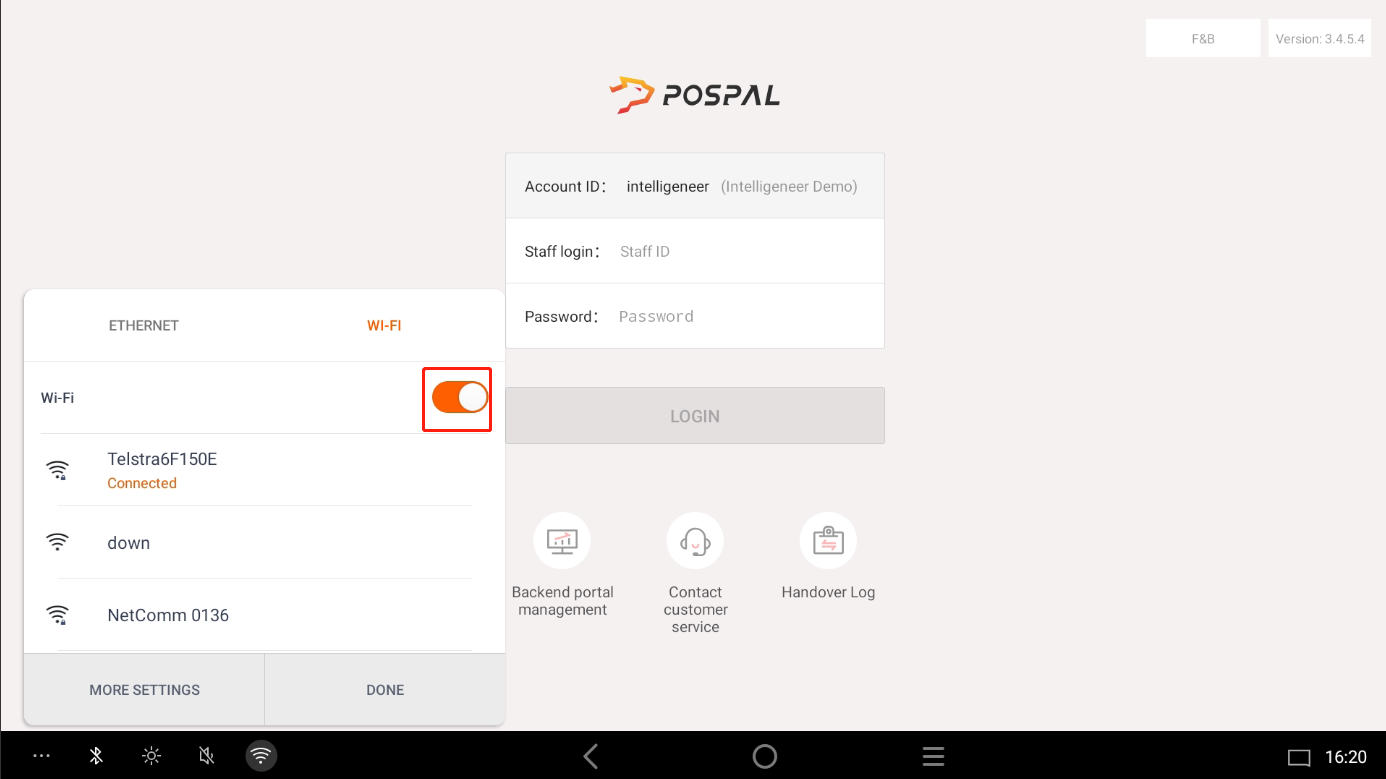 F&B
Version: 3.4.5.4
POSPAL
Account ID: intelligeneer (Intelligeneer Demo)
Staff login: Staff ID
Password: Password
LOGIN
Backend portal
management
Contact
customer
service
Handover Log
ETHERNET
WI-FI
Wi-Fi
Telstra6F150E
Connected
down
NetComm 0136
MORE SETTINGS
DONE
16:20